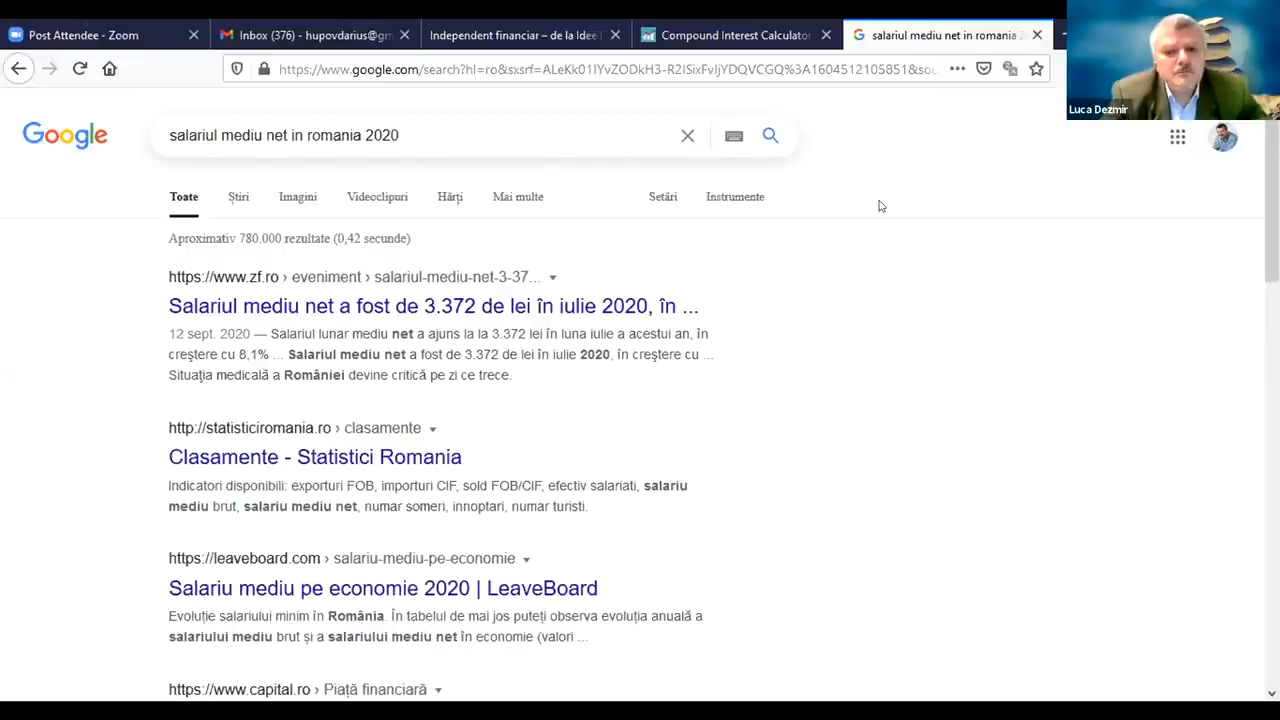 Post Attendee - Zoom
Inbox (376) - hupovdarius@gm
Independent financiar – de la Idee
Compound Interest Calculator
salariul mediu net in romania 2
https://www.google.com/search?hl=ro&sxsrf=ALeKk01IYvZODkH3-R2ISixFvIjYDQVCGQ%3A1604512105851&sou
Luca Dezmir
Google
salariul mediu net in romania 2020
Toate
Știri
Imagini
Videoclipuri
Hărți
Mai multe
Setări
Instrumente
Aproximativ 780.000 rezultate (0,42 secunde)
https://www.zf.ro › eveniment › salariul-mediu-net-3-37...
Salariul mediu net a fost de 3.372 de lei în iulie 2020, în ...
12 sept. 2020 — Salariul lunar mediu net a ajuns la la 3.372 lei în luna iulie a acestui an, în
creştere cu 8,1% ... Salariul mediu net a fost de 3.372 de lei în iulie 2020, în creştere cu ...
Situaţia medicală a României devine critică pe zi ce trece.
http://statisticiromania.ro › clasamente
Clasamente - Statistici Romania
Indicatori disponibili: exporturi FOB, importuri CIF, sold FOB/CIF, efectiv salariati, salariu
mediu brut, salariu mediu net, numar someri, innoptari, numar turisti.
https://leaveboard.com › salariu-mediu-pe-economie
Salariu mediu pe economie 2020 | LeaveBoard
Evoluție salariului minim în România. În tabelul de mai jos puteți observa evoluția anuală a
salariului mediu brut și a salariului mediu net în economie (valori ...
https://www.capital.ro › Piaţă financiară